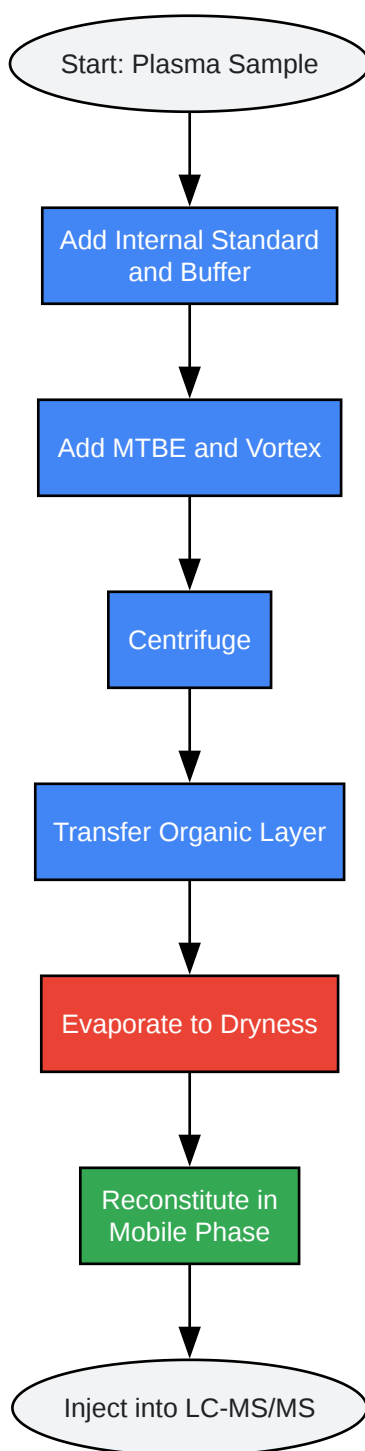 Start: Plasma Sample
Add Internal Standard
and Buffer
Add MTBE and Vortex
Centrifuge
Transfer Organic Layer
Evaporate to Dryness
Reconstitute in
Mobile Phase
Inject into LC-MS/MS